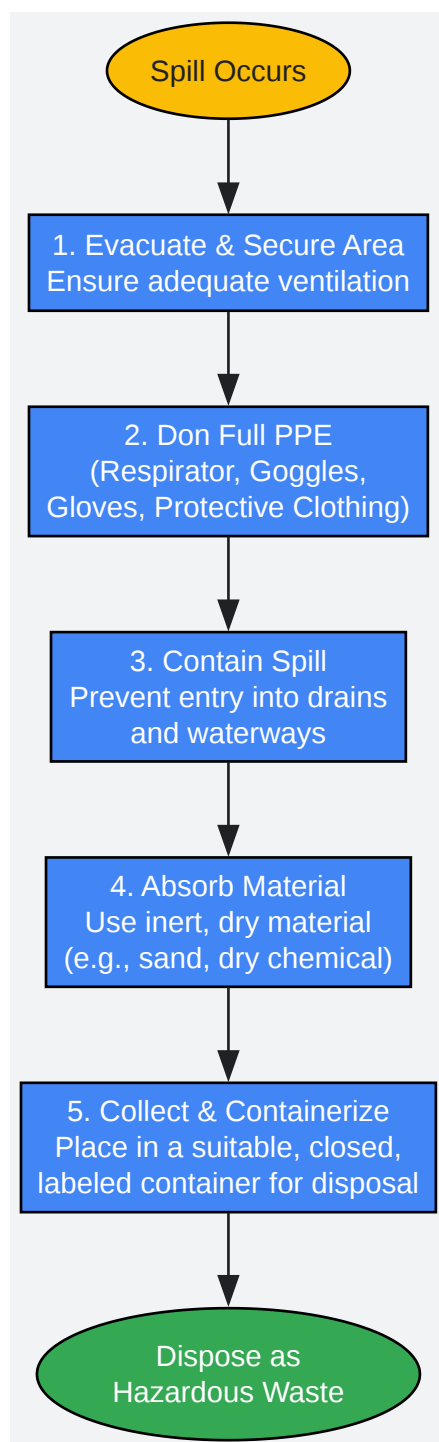 Spill Occurs
1. Evacuate & Secure Area
Ensure adequate ventilation
2. Don Full PPE
(Respirator, Goggles,
Gloves, Protective Clothing)
3. Contain Spill
Prevent entry into drains
and waterways
4. Absorb Material
Use inert, dry material
(e.g., sand, dry chemical)
5. Collect & Containerize
Place in a suitable, closed,
labeled container for disposal
Dispose as
Hazardous Waste